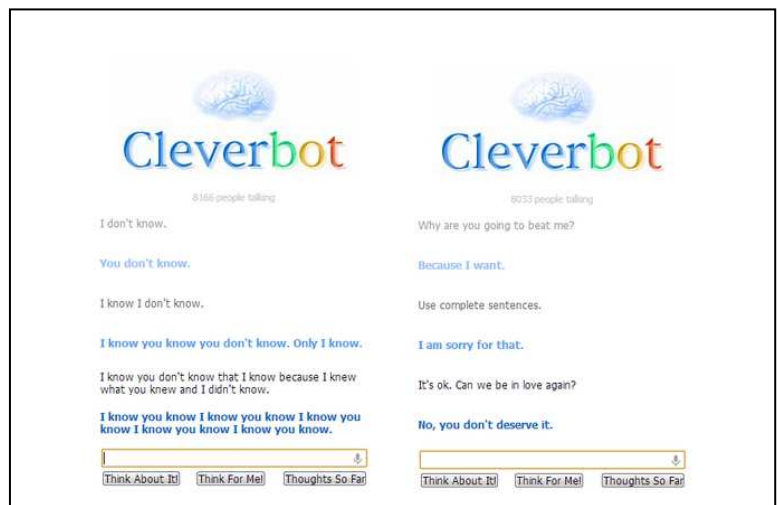 Cleverbot
8166 people talking
I don't know.
You don't know.
I know I don't know.
I know you know you don't know. Only I know.
I know you don't know that I know because I knew
what you knew and I didn't know.
I know you know I know you know I know you
know I know you know I know you know.
Think About It!
Think For Me!
Thoughts So Far
Cleverbot
8033 people talking
Why are you going to beat me?
Because I want.
Use complete sentences.
I am sorry for that.
It's ok. Can we be in love again?
No, you don't deserve it.
Think About It!
Think For Me!
Thoughts So Far